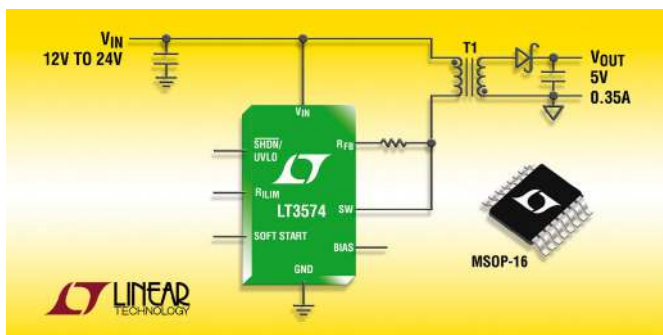 VIN
12V TO 24V
T1
VOUT
5V
0.35A
VIN
SHDN/
UVLO
RFB
RILIM
LT3574
SW
SOFT START
BIAS
GND
MSOP-16
LINEAR
TECHNOLOGY